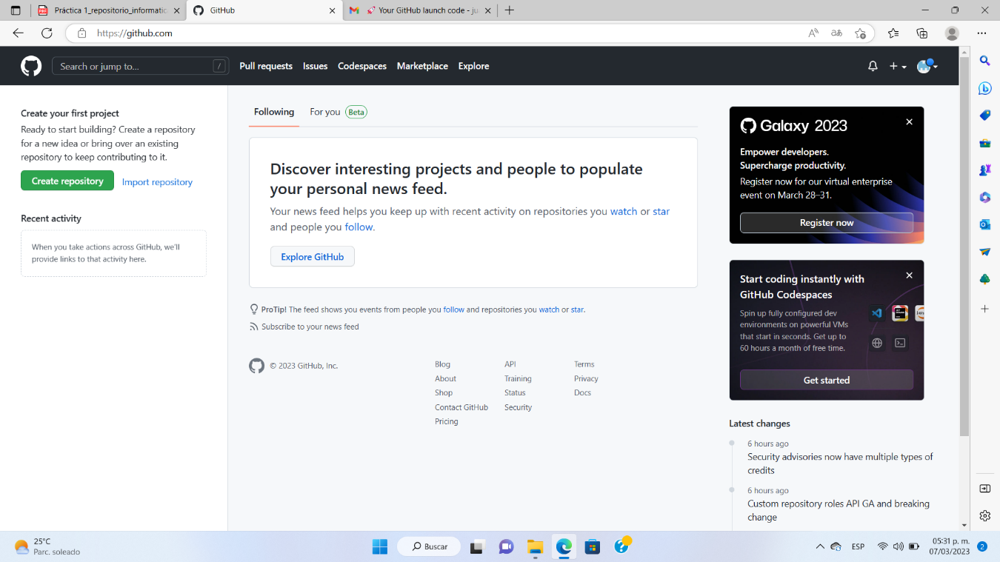 Práctica 1_repositorio_informatica
GitHub
🚀 Your GitHub launch code - ju
https://github.com
Search or jump to...
/
Pull requests
Issues
Codespaces
Marketplace
Explore
Create your first project
Ready to start building? Create a repository
for a new idea or bring over an existing
repository to keep contributing to it.
Create repository
Import repository
Recent activity
When you take actions across GitHub, we'll
provide links to that activity here.
Following
For you
Beta
Discover interesting projects and people to populate
your personal news feed.
Your news feed helps you keep up with recent activity on repositories you watch or star
and people you follow.
Explore GitHub
ProTip! The feed shows you events from people you follow and repositories you watch or star.
Subscribe to your news feed
© 2023 GitHub, Inc.
Blog
About
Shop
Contact GitHub
Pricing
API
Training
Status
Security
Terms
Privacy
Docs
Galaxy 2023
Empower developers.
Supercharge productivity.
Register now for our virtual enterprise
event on March 28–31.
Register now
Start coding instantly with
GitHub Codespaces
Spin up fully configured dev
environments on powerful VMs
that start in seconds. Get up to
60 hours a month of free time.
Get started
Latest changes
6 hours ago
Security advisories now have multiple types of
credits
6 hours ago
Custom repository roles API GA and breaking
change
25°C
Parc. soleado
Buscar
ESP
05:31 p. m.
07/03/2023
2